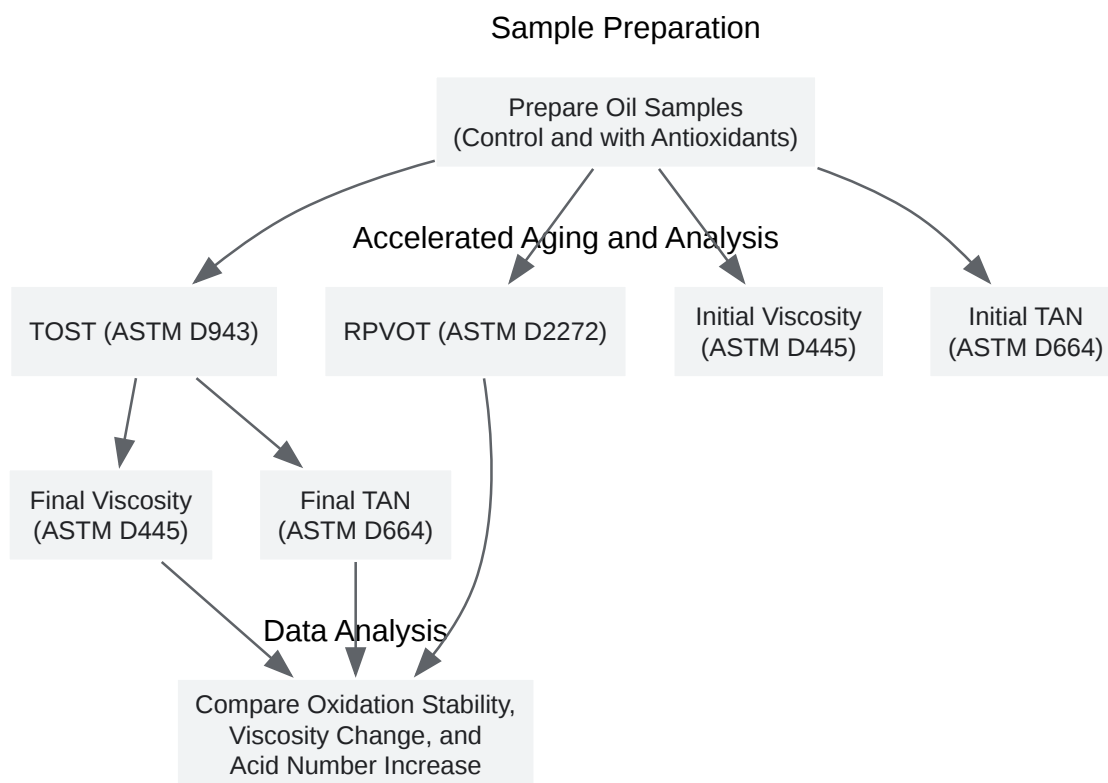 Sample Preparation
Prepare Oil Samples
(Control and with Antioxidants)
Accelerated Aging and Analysis
TOST (ASTM D943)
RPVOT (ASTM D2272)
Initial Viscosity
(ASTM D445)
Initial TAN
(ASTM D664)
Final Viscosity
(ASTM D445)
Final TAN
(ASTM D664)
Data Analysis
Compare Oxidation Stability,
Viscosity Change, and
Acid Number Increase